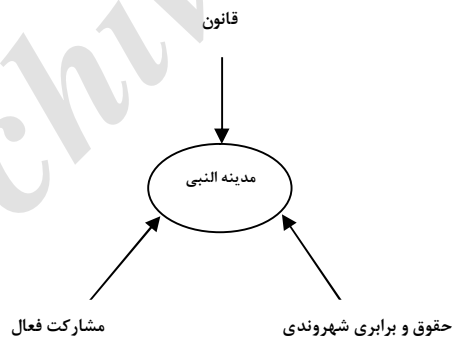 قانون
مدینه النبی
حقوق و برابری شهروندی
مشارکت فعال